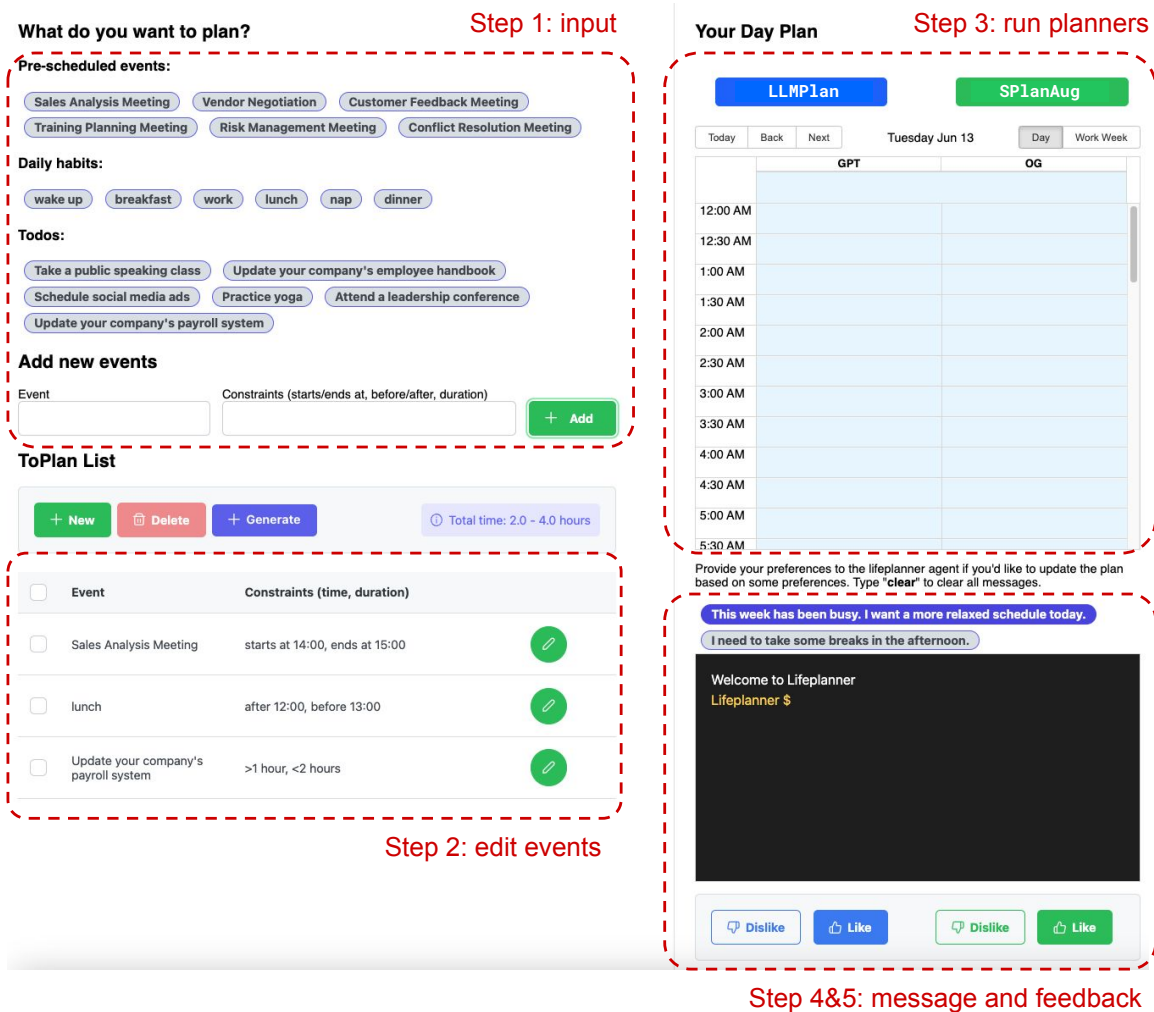 Step 1: input
What do you want to plan?
Pre-scheduled events:
Sales Analysis Meeting Vendor Negotiation Customer Feedback Meeting
Training Planning Meeting Risk Management Meeting Conflict Resolution Meeting
Daily habits:
wake up breakfast work lunch nap dinner
Todos:
Take a public speaking class Update your company's employee handbook
Schedule social media ads Practice yoga Attend a leadership conference
Update your company's payroll system
Add new events
Event Constraints (starts/ends at, before/after, duration)
+ Add
ToPlan List
+ New Delete + Generate Total time: 2.0 - 4.0 hours
Event Constraints (time, duration)
Sales Analysis Meeting starts at 14:00, ends at 15:00
lunch after 12:00, before 13:00
Update your company's
payroll system >1 hour, <2 hours
Step 2: edit events
Your Day Plan
Step 3: run planners
LLMPlan SPlanAug
Today Back Next Tuesday Jun 13 Day Work Week
GPT OG
12:00 AM
12:30 AM
1:00 AM
1:30 AM
2:00 AM
2:30 AM
3:00 AM
3:30 AM
4:00 AM
4:30 AM
5:00 AM
5:30 AM
Provide your preferences to the lifeplanner agent if you'd like to update the plan
based on some preferences. Type "clear" to clear all messages.
This week has been busy. I want a more relaxed schedule today.
I need to take some breaks in the afternoon.
Welcome to Lifeplanner
Lifeplanner $
Dislike Like Dislike Like
Step 4&5: message and feedback